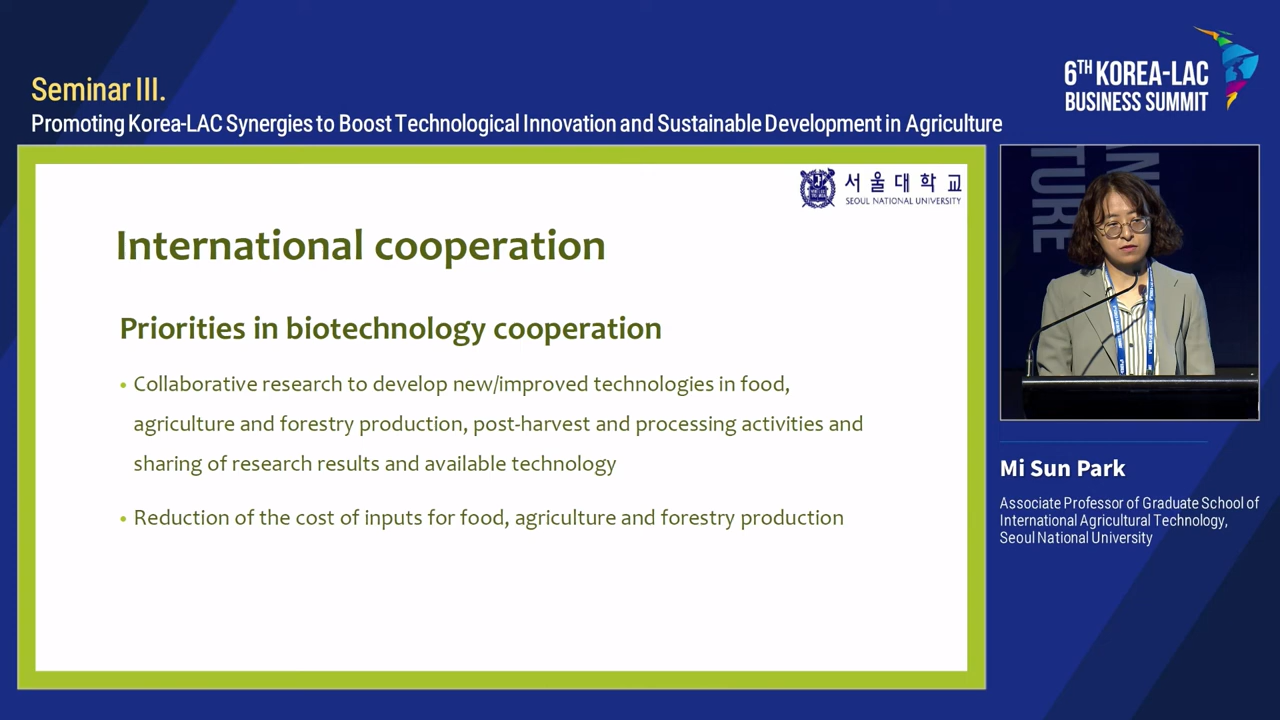 Seminar III.
Promoting Korea-LAC Synergies to Boost Technological Innovation and Sustainable Development in Agriculture
6TH KOREA-LAC
BUSINESS SUMMIT
서울대학교
SEOUL NATIONAL UNIVERSITY
International cooperation
Priorities in biotechnology cooperation
• Collaborative research to develop new/improved technologies in food,
agriculture and forestry production, post-harvest and processing activities and
sharing of research results and available technology
• Reduction of the cost of inputs for food, agriculture and forestry production
AND
TURE
Mi Sun Park
Associate Professor of Graduate School of
International Agricultural Technology,
Seoul National University